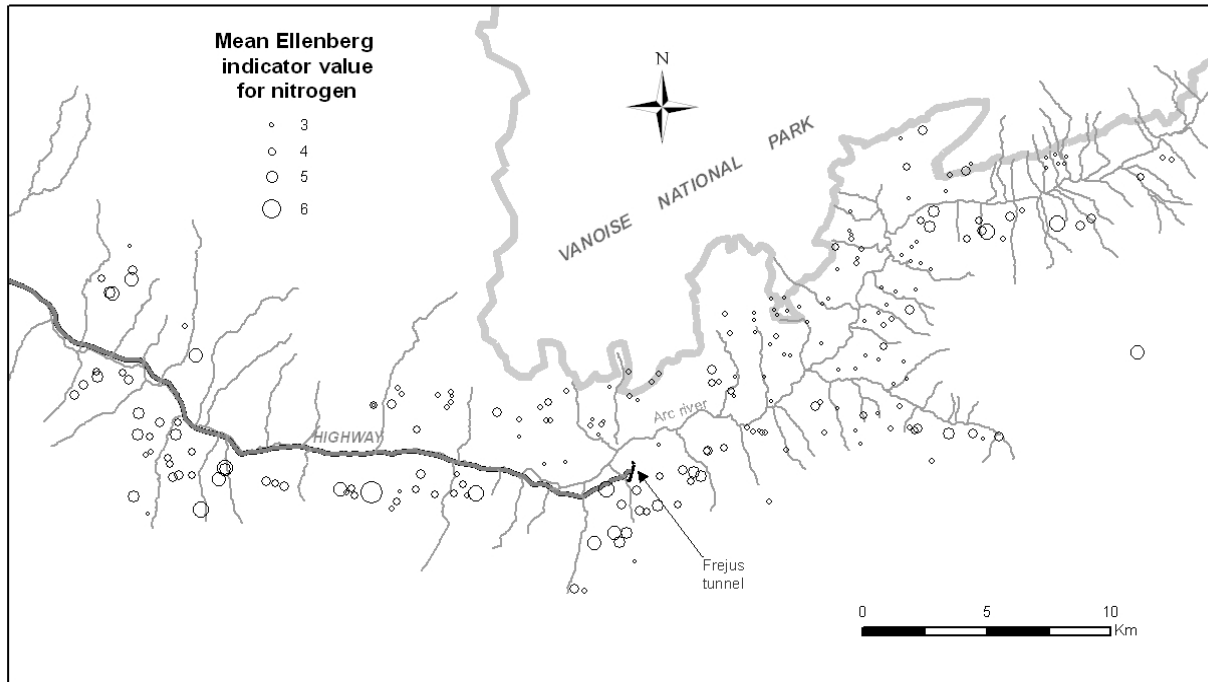 Mean Ellenberg
indicator value
for nitrogen
3
4
5
6
N
VANOISE NATIONAL PARK
Arc river
HIGHWAY
Frejus
tunnel
0 5 10
Km